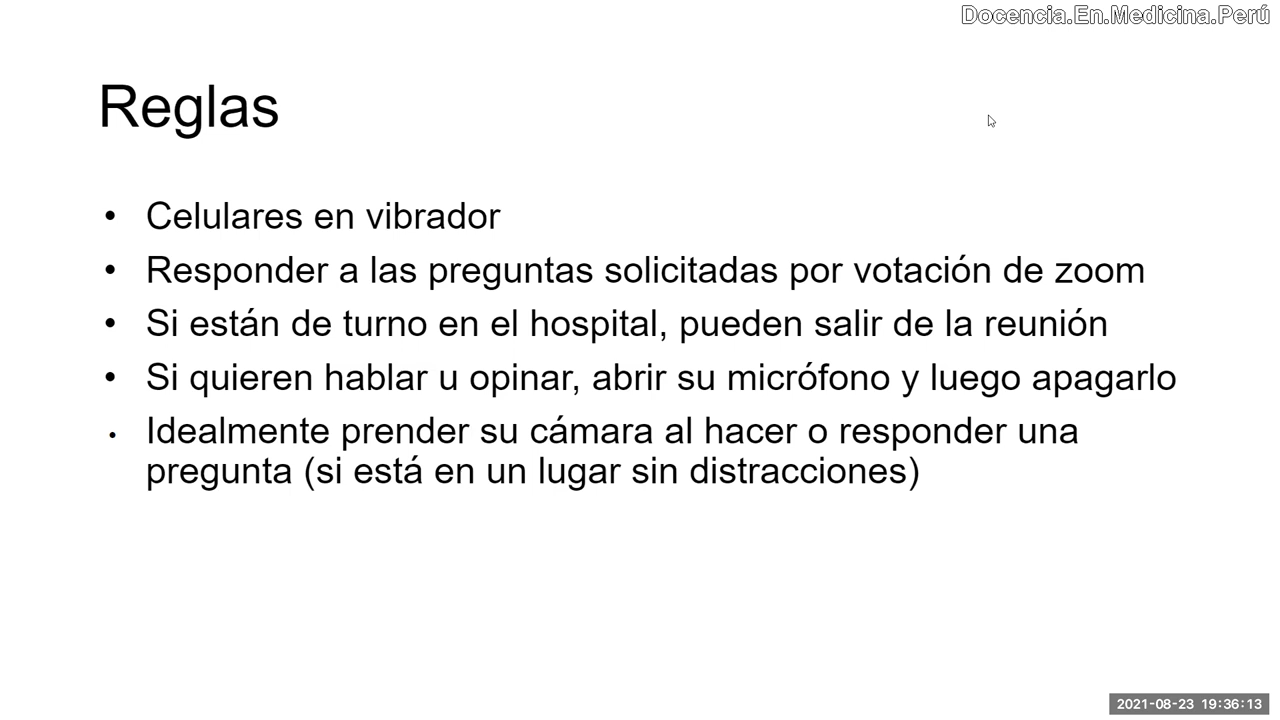 Docencia.En.Medicina.Perú
Reglas
• Celulares en vibrador
• Responder a las preguntas solicitadas por votación de zoom
• Si están de turno en el hospital, pueden salir de la reunión
• Si quieren hablar u opinar, abrir su micrófono y luego apagarlo
• Idealmente prender su cámara al hacer o responder una
pregunta (si está en un lugar sin distracciones)
2021-08-23 19:36:13